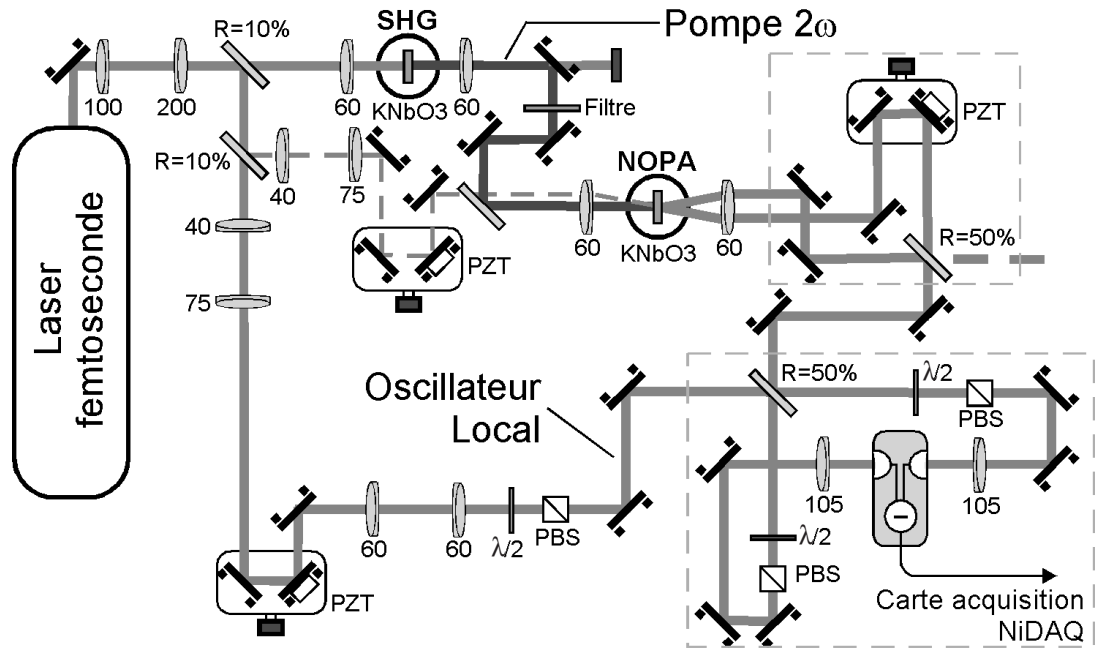 SHG
Pompe 2ω
R=10%
100
200
60
KNbO3
60
Filtre
PZT
R=10%
40
75
NOPA
60
KNbO3
60
R=50%
PZT
40
75
Laser
femtoseconde
Oscillateur
Local
R=50%
λ/2
PBS
105
105
60
60
λ/2
PBS
λ/2
PBS
PZT
Carte acquisition
NiDAQ